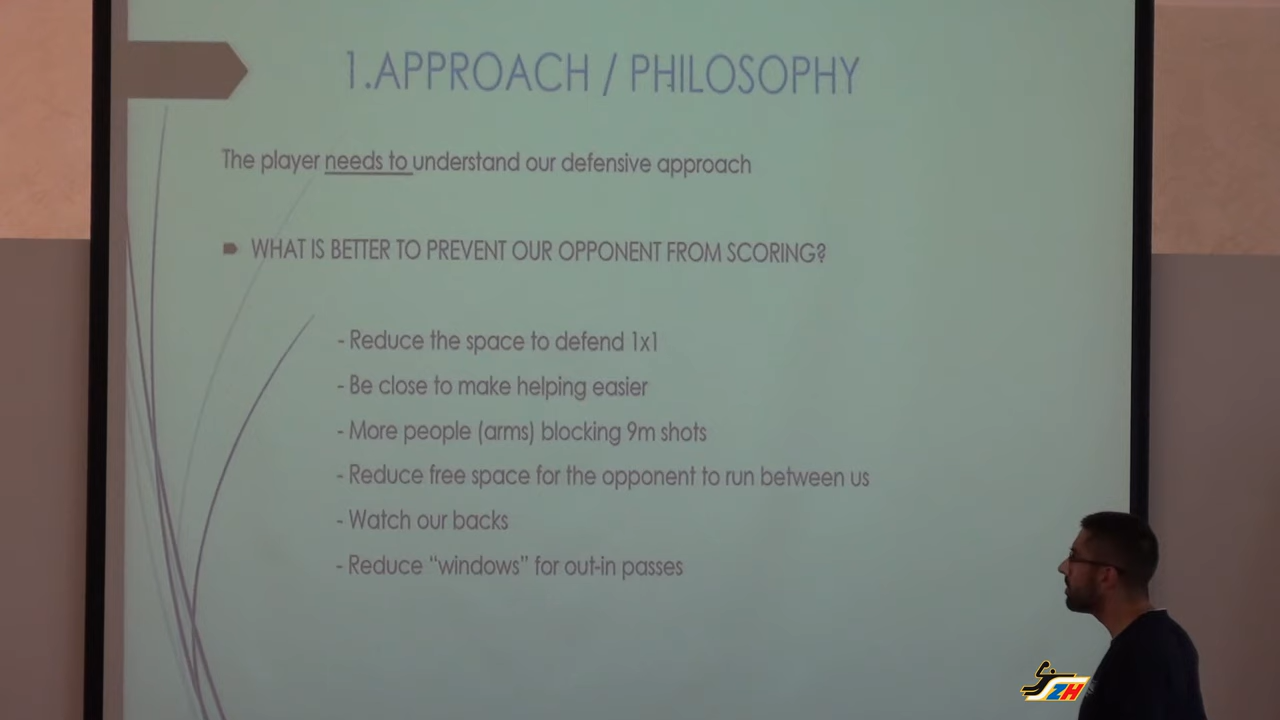 1.APPROACH / PHILOSOPHY
The player needs to understand our defensive approach
WHAT IS BETTER TO PREVENT OUR OPPONENT FROM SCORING?
- Reduce the space to defend 1x1
- Be close to make helping easier
- More people (arms) blocking 9m shots
- Reduce free space for the opponent to run between us
- Watch our backs
- Reduce “windows” for out-in passes
ZH